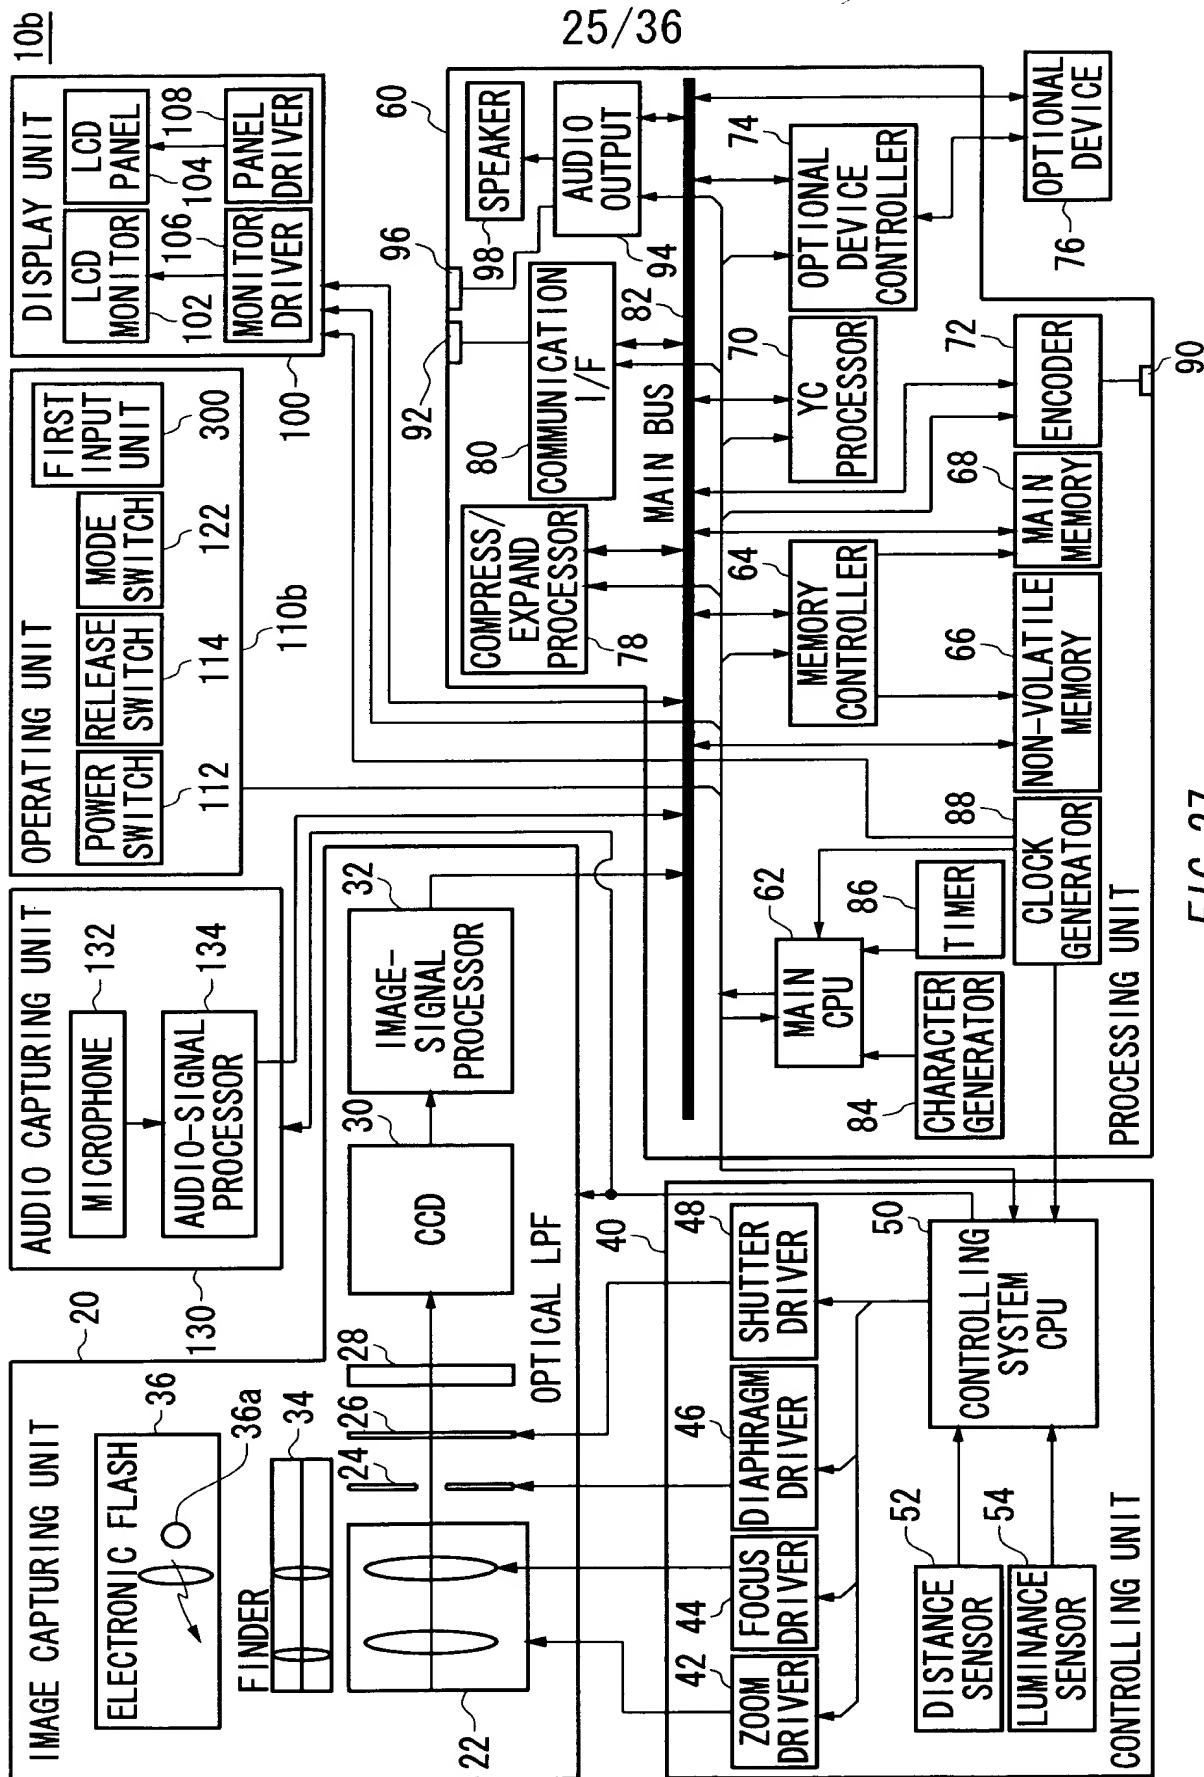 25/36
10b
IMAGE CAPTURING UNIT
20
ELECTRONIC FLASH
36
36a
FINDER
34
22
24
26
28
OPTICAL LPF
CCD
30
IMAGE-
SIGNAL
PROCESSOR
32
AUDIO CAPTURING UNIT
130
MICROPHONE
132
AUDIO-SIGNAL
PROCESSOR
134
OPERATING UNIT
110b
POWER
SWITCH
112
RELEASE
SWITCH
114
MODE
SWITCH
122
FIRST
INPUT
UNIT
300
DISPLAY UNIT
100
LCD
MONITOR
102
LCD
PANEL
104
MONITOR
DRIVER
106
PANEL
DRIVER
108
CONTROLLING UNIT
40
ZOOM
DRIVER
42
FOCUS
DRIVER
44
DIAPHRAGM
DRIVER
46
SHUTTER
DRIVER
48
CONTROLLING
SYSTEM
CPU
50
DISTANCE
SENSOR
52
LUMINANCE
SENSOR
54
PROCESSING UNIT
60
COMPRESS/
EXPAND
PROCESSOR
78
COMMUNICATION
I/F
80
92
96
SPEAKER
98
AUDIO
OUTPUT
94
MAIN BUS
82
MAIN
CPU
62
CHARACTER
GENERATOR
84
TIMER
86
CLOCK
GENERATOR
88
MEMORY
CONTROLLER
64
NON-VOLATILE
MEMORY
66
MAIN
MEMORY
68
YC
PROCESSOR
70
ENCODER
72
90
OPTIONAL
DEVICE
CONTROLLER
74
OPTIONAL
DEVICE
76